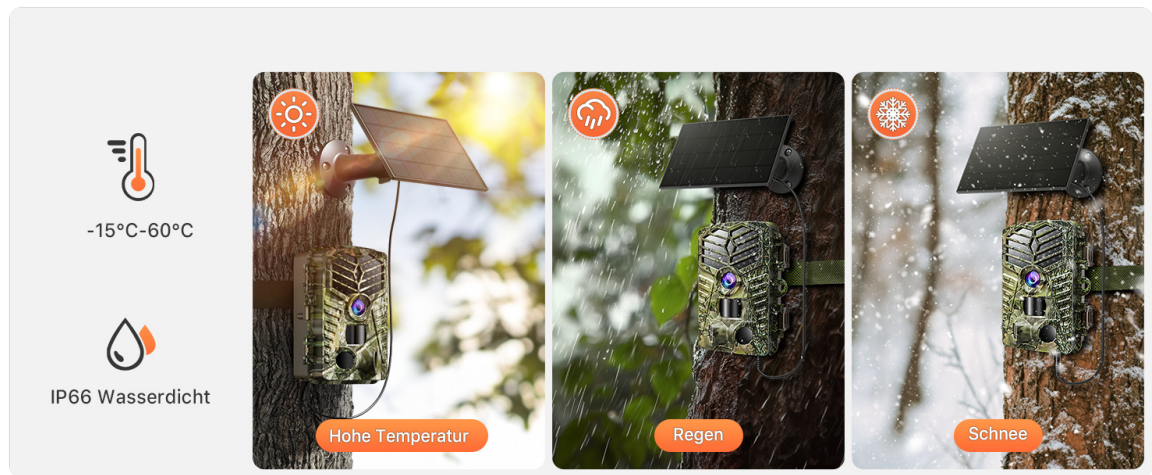 -15°C-60°C
IP66 Wasserdicht
Hohe Temperatur
Regen
Schnee